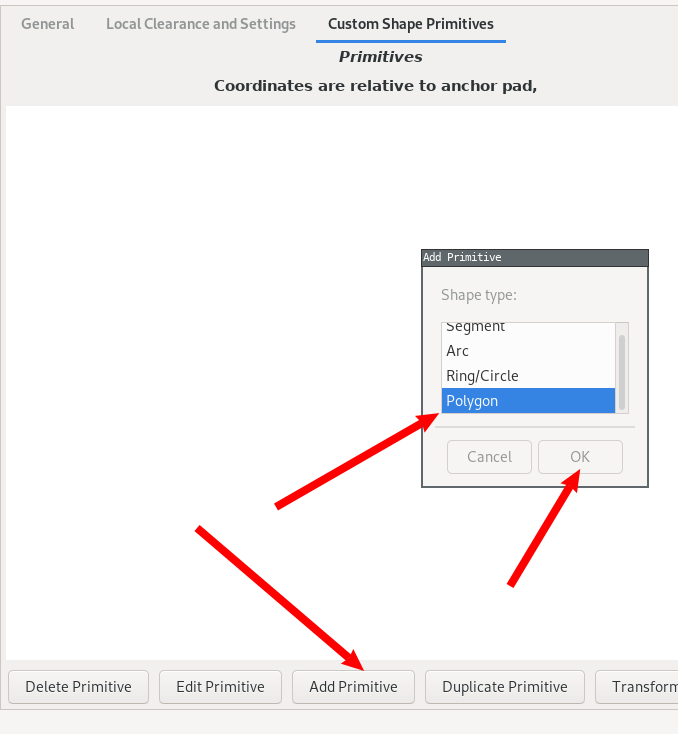 General Local Clearance and Settings Custom Shape Primitives
Primitives
Coordinates are relative to anchor pad,
Add Primitive
Shape type:
Segment
Arc
Ring/Circle
Polygon
Cancel OK
Delete Primitive Edit Primitive Add Primitive Duplicate Primitive Transform